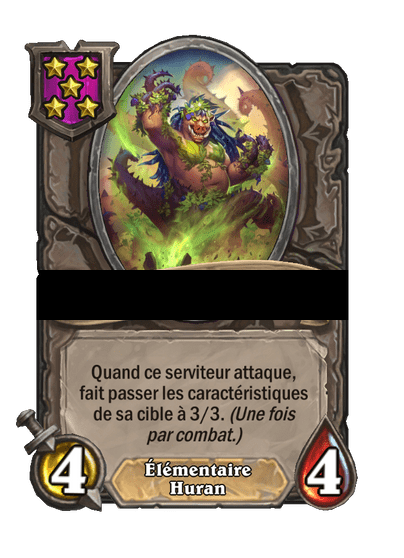 Quand ce serviteur attaque,
fait passer les caractéristiques
de sa cible à 3/3. (Une fois
par combat.)
4
Élémentaire
Huran
4